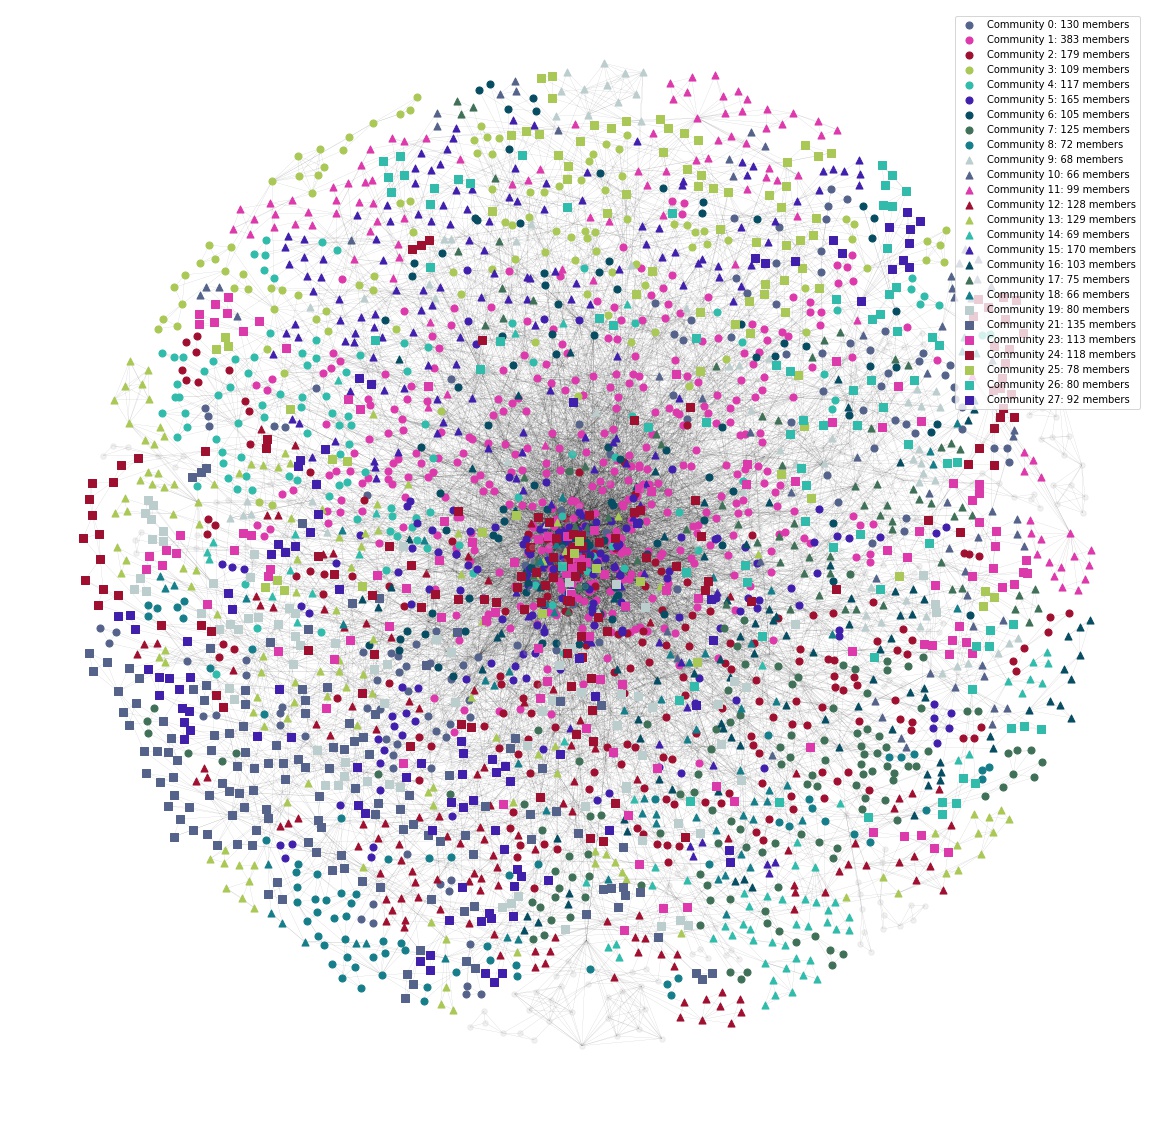 Community 0: 130 members
Community 1: 383 members
Community 2: 179 members
Community 3: 109 members
Community 4: 117 members
Community 5: 165 members
Community 6: 105 members
Community 7: 125 members
Community 8: 72 members
Community 9: 68 members
Community 10: 66 members
Community 11: 99 members
Community 12: 128 members
Community 13: 129 members
Community 14: 69 members
Community 15: 170 members
Community 16: 103 members
Community 17: 75 members
Community 18: 66 members
Community 19: 80 members
Community 21: 135 members
Community 23: 113 members
Community 24: 118 members
Community 25: 78 members
Community 26: 80 members
Community 27: 92 members